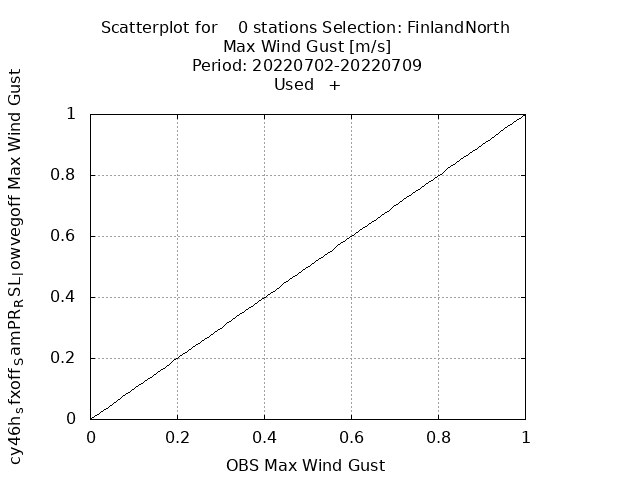 Scatterplot for    0 stations Selection: FinlandNorth
Max Wind Gust [m/s]
Period: 20220702-20220709
Used   +
cy46h_sfxoff_SamPR_RSL_lowvegoff Max Wind Gust
1
0.8
0.6
0.4
0.2
0
0 0.2 0.4 0.6 0.8 1
OBS Max Wind Gust